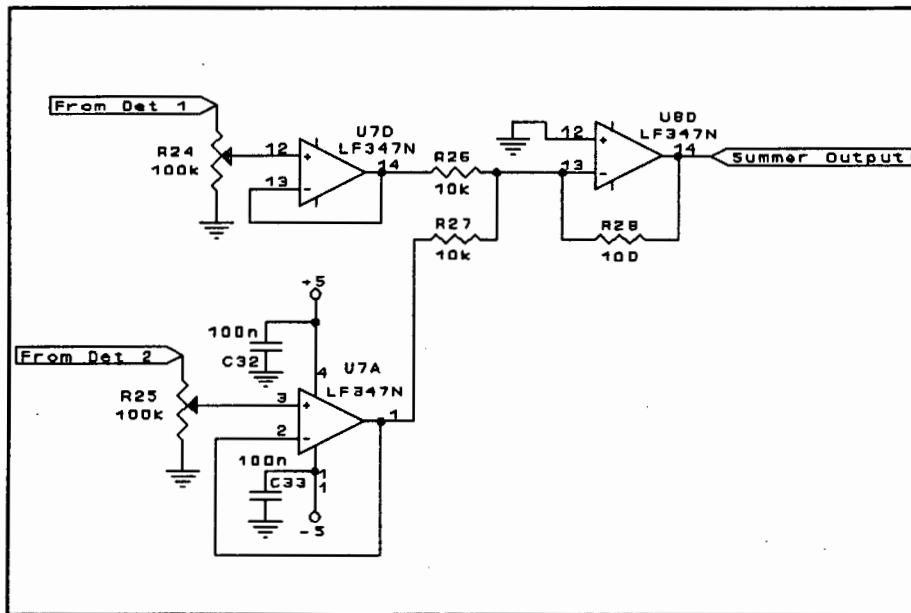 From Det 1
R24
100k
12
13
U7D
LF347N
14
R26
10k
R27
10k
12
13
U8D
LF347N
14
Summer Output
R28
100
+5
100n
C32
4
U7A
LF347N
From Det 2
R25
100k
3
2
1
100n
C33
1
1
-5